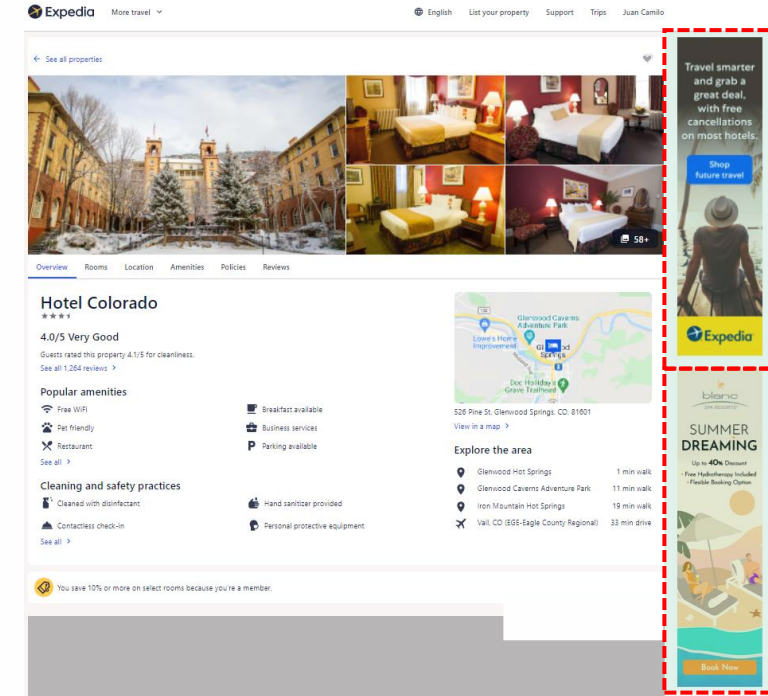 Expedia
More travel
English
List your property
Support
Trips
Juan Camilo
See all properties
58+
Overview
Rooms
Location
Amenities
Policies
Reviews
Hotel Colorado
4.0/5 Very Good
Guests rated this property 4.1/5 for cleanliness.
See all 1,264 reviews
Popular amenities
Free WiFi
Breakfast available
Pet friendly
Business services
Restaurant
P Parking available
See all
Cleaning and safety practices
Cleaned with disinfectant
Hand sanitizer provided
Contactless check-in
Personal protective equipment
See all
Glenwood Caverns
Adventure Park
Lowe's Home
Improvement
Springs
Doc Holliday's
Grave Trailhead
526 Pine St, Glenwood Springs, CO, 81601
View in a map
Explore the area
Glenwood Hot Springs 1 min walk
Glenwood Caverns Adventure Park 11 min walk
Iron Mountain Hot Springs 19 min walk
Vail, CO (EGE-Eagle County Regional) 33 min drive
You save 10% or more on select rooms because you're a member.
Travel smarter
and grab a
great deal,
with free
cancellations
on most hotels.
Shop
future travel
Expedia
blanc
SPA RESORTS
SUMMER
DREAMING
Up to 40% Discount
- Free Hydrotherapy Included
- Flexible Booking Option
Book Now